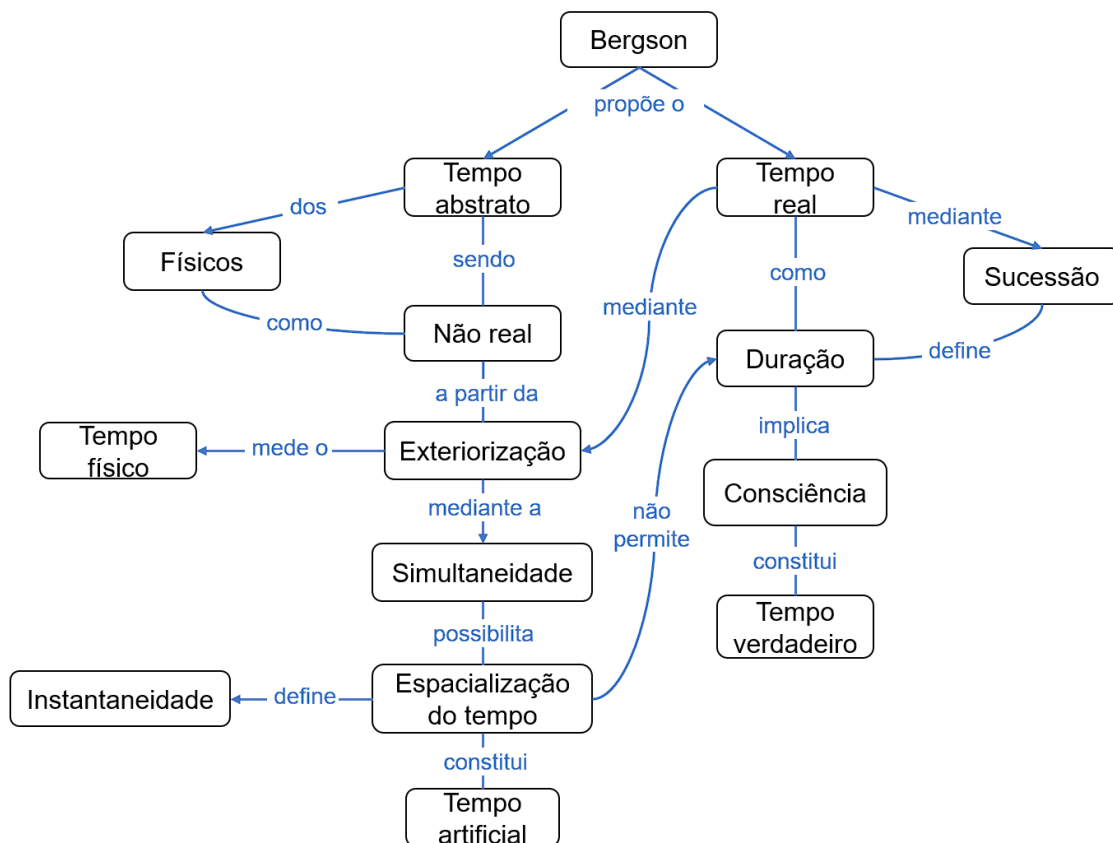 Bergson
propõe o
Tempo
abstrato
Tempo
real
dos
mediante
Físicos
sendo
como
Sucessão
como
Não real
mediante
Duração
define
a partir da
implica
Tempo
físico
mede o
Exteriorização
Consciência
mediante a
não
permite
constitui
Simultaneidade
Tempo
verdadeiro
possibilita
Instantaneidade
define
Espacialização
do tempo
constitui
Tempo
artificial